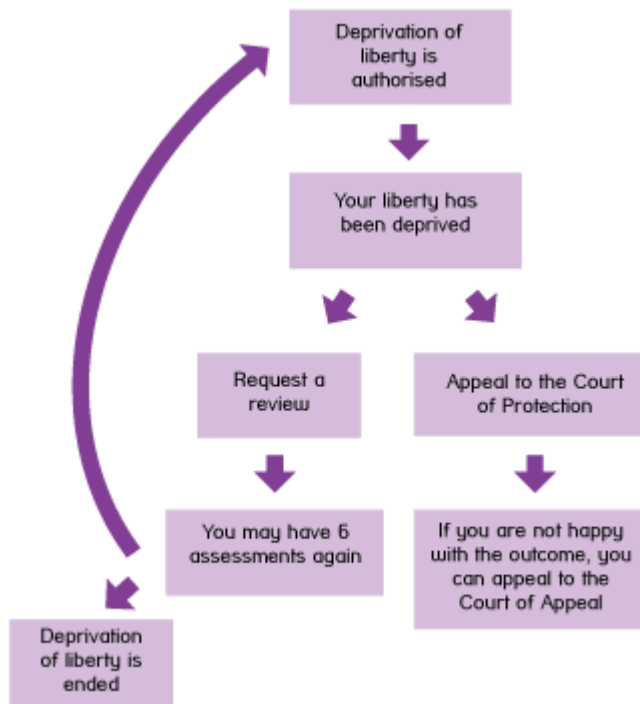 Deprivation of
liberty is
authorised
Your liberty has
been deprived
Request a
review
Appeal to the Court
of Protection
You may have 6
assessments again
If you are not happy
with the outcome, you
can appeal to the
Court of Appeal
Deprivation
of liberty is
ended